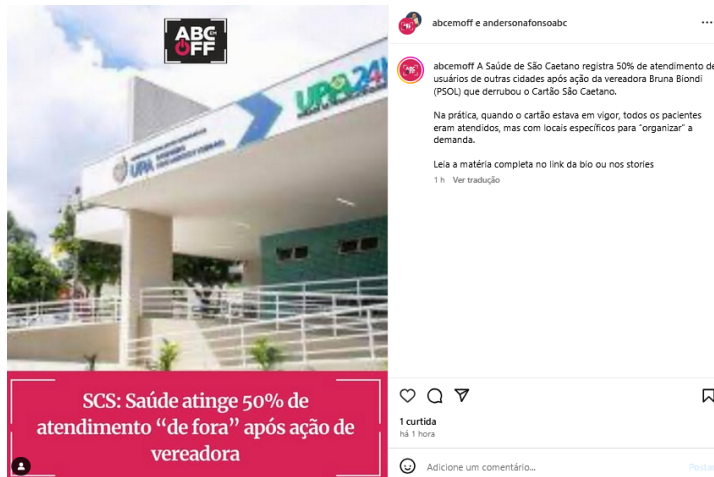 ABC EM
OFF
UPA 24h
UPA
SCS: Saúde atinge 50% de
atendimento “de fora” após ação de
vereadora
abcemoff e andersonafonsoabc
abcemoff A Saúde de São Caetano registra 50% de atendimento de
usuários de outras cidades após ação da vereadora Bruna Biondi
(PSOL) que derrubou o Cartão São Caetano.
Na prática, quando o cartão estava em vigor, todos os pacientes
eram atendidos, mas com locais específicos para "organizar" a
demanda.
Leia a matéria completa no link da bio ou nos stories
1 h Ver tradução
1 curtida
há 1 hora
Adicione um comentário...
Postar